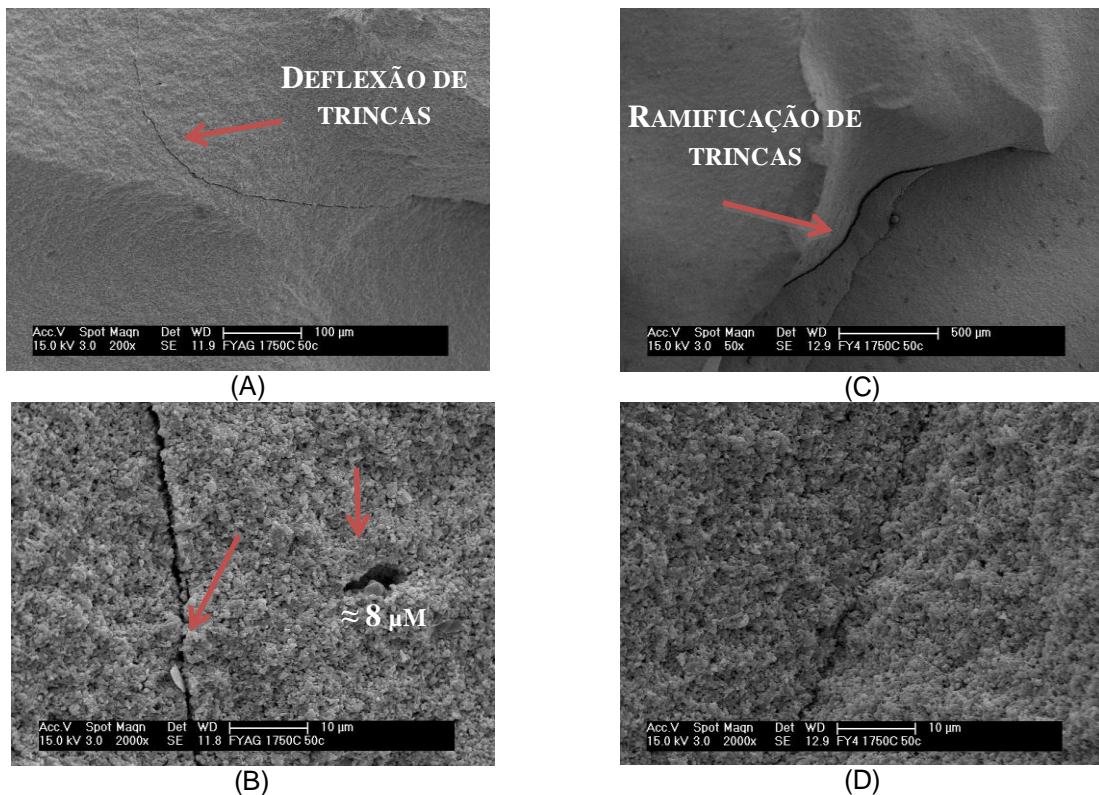 DEFLEXÃO DE
TRINCAS
Acc.V Spot Magn Det WD 100 µm
15.0 kV 3.0 200x SE 11.9 FYAG 1750C 50c
(A)
RAMIFICAÇÃO DE
TRINCAS
Acc.V Spot Magn Det WD 500 µm
15.0 kV 3.0 50x SE 12.9 FY4 1750C 50c
(C)
≈ 8 µM
Acc.V Spot Magn Det WD 10 µm
15.0 kV 3.0 2000x SE 11.8 FYAG 1750C 50c
(B)
Acc.V Spot Magn Det WD 10 µm
15.0 kV 3.0 2000x SE 12.9 FY4 1750C 50c
(D)